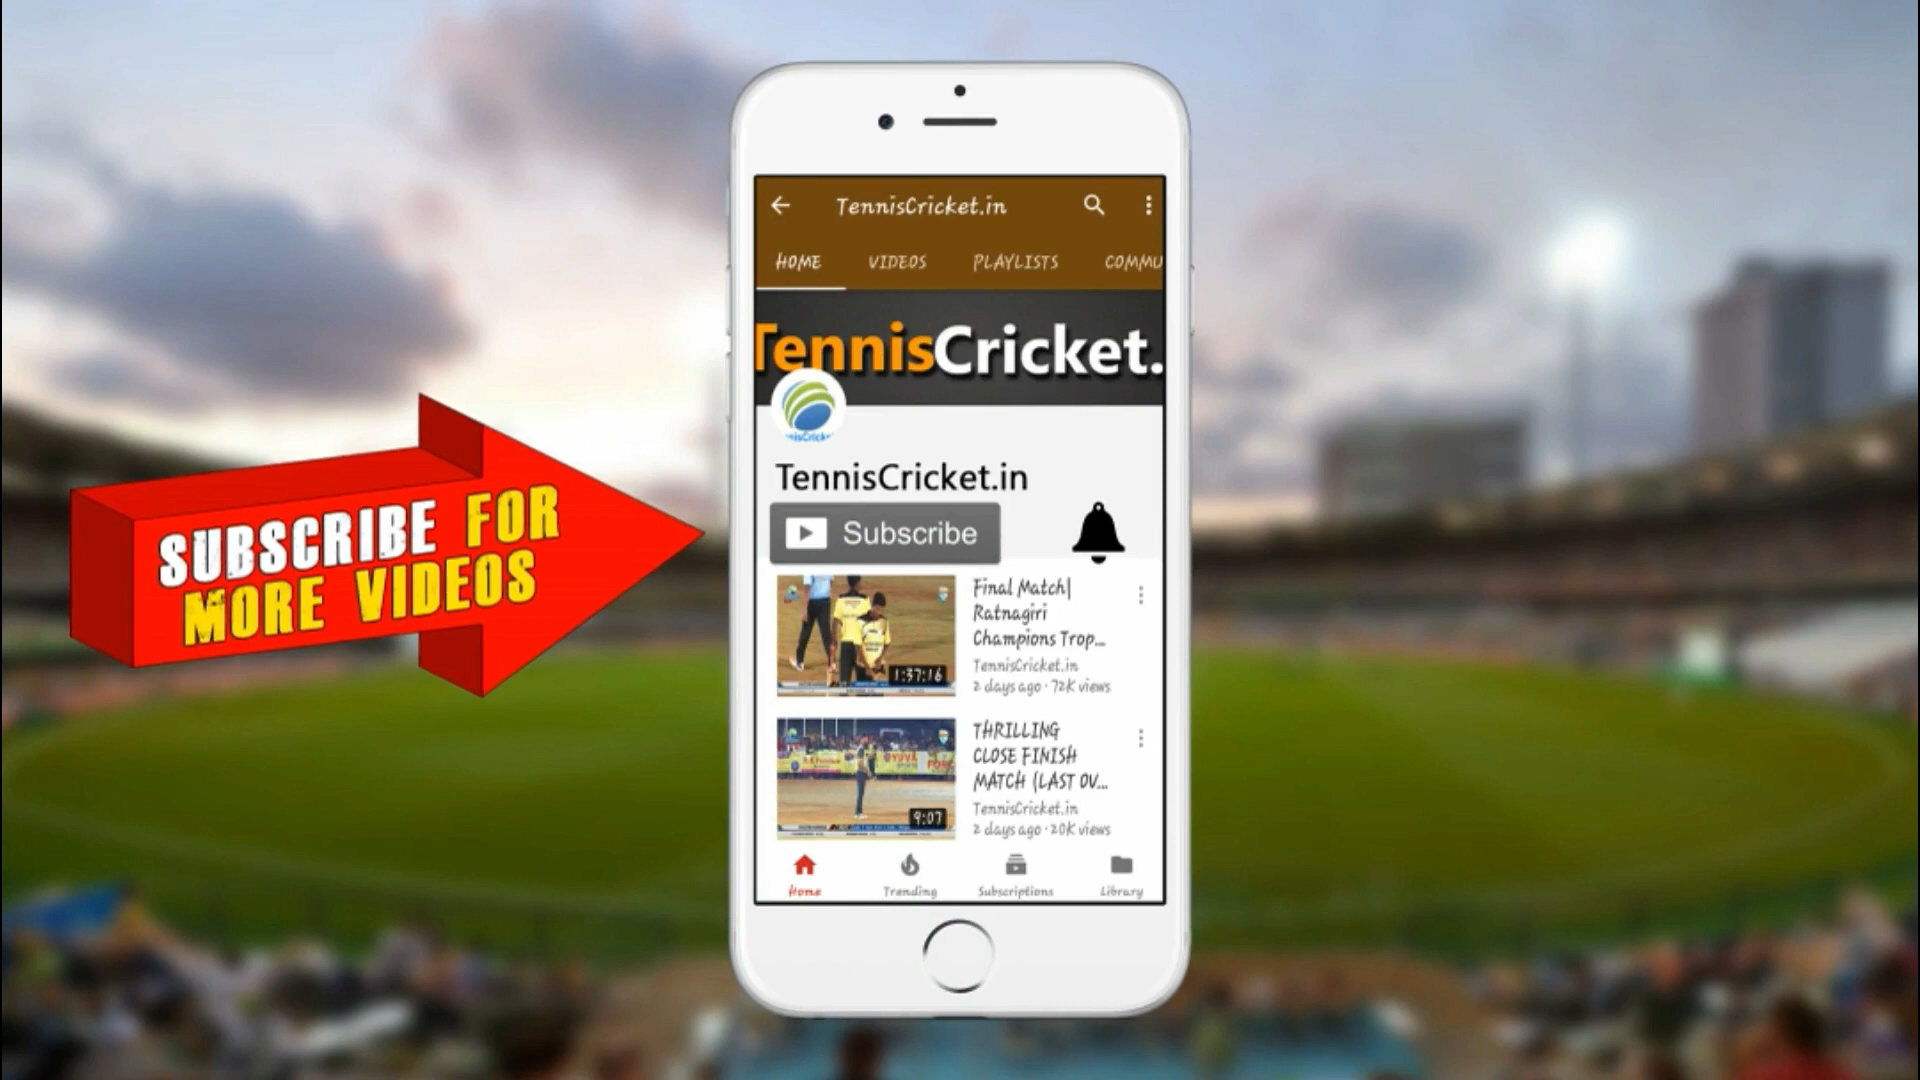 SUBSCRIBE FOR
MORE VIDEOS
TennisCricket.in
HOME
VIDEOS
PLAYLISTS
COMMU
TennisCricket.
TennisCricket.in
Subscribe
Final Match|
Ratnagiri
Champions Trop...
TennisCricket.in
2 days ago · 72K views
1:37:16
THRILLING
CLOSE FINISH
MATCH (LAST OV...
TennisCricket.in
2 days ago · 20K views
9:07
Home
Trending
Subscriptions
Library